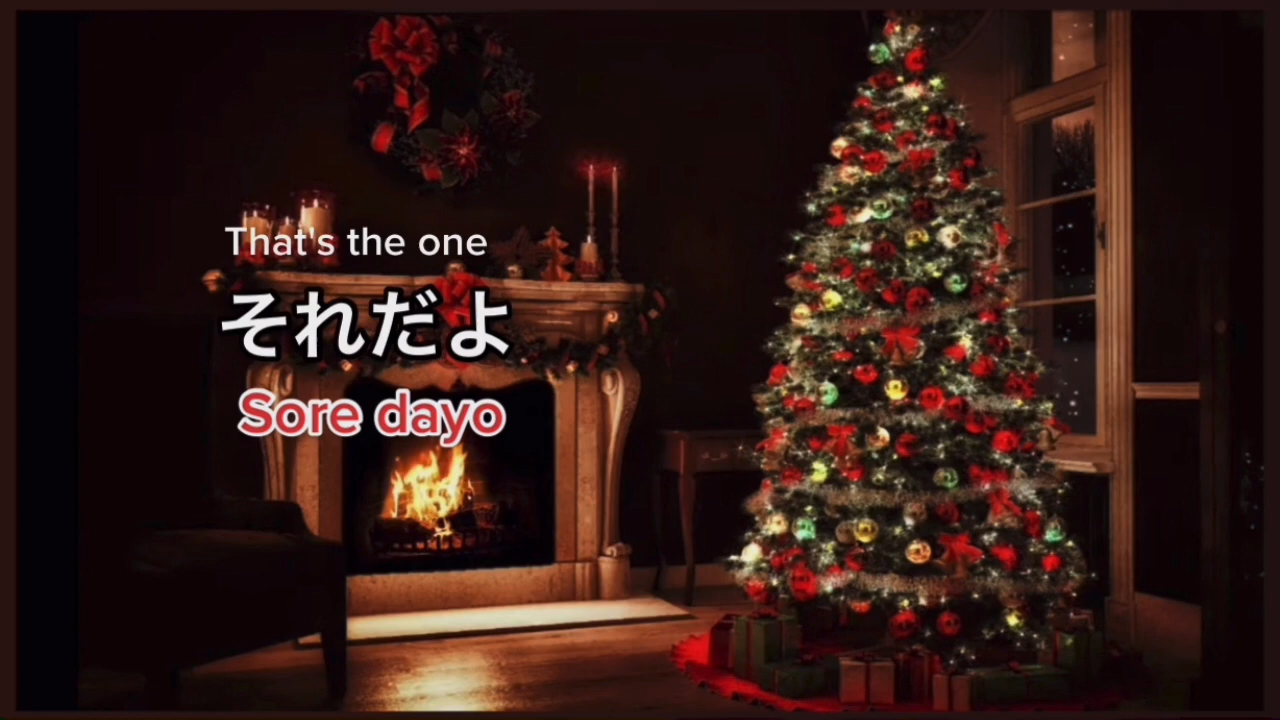 That's the one
それだよ
Sore dayo